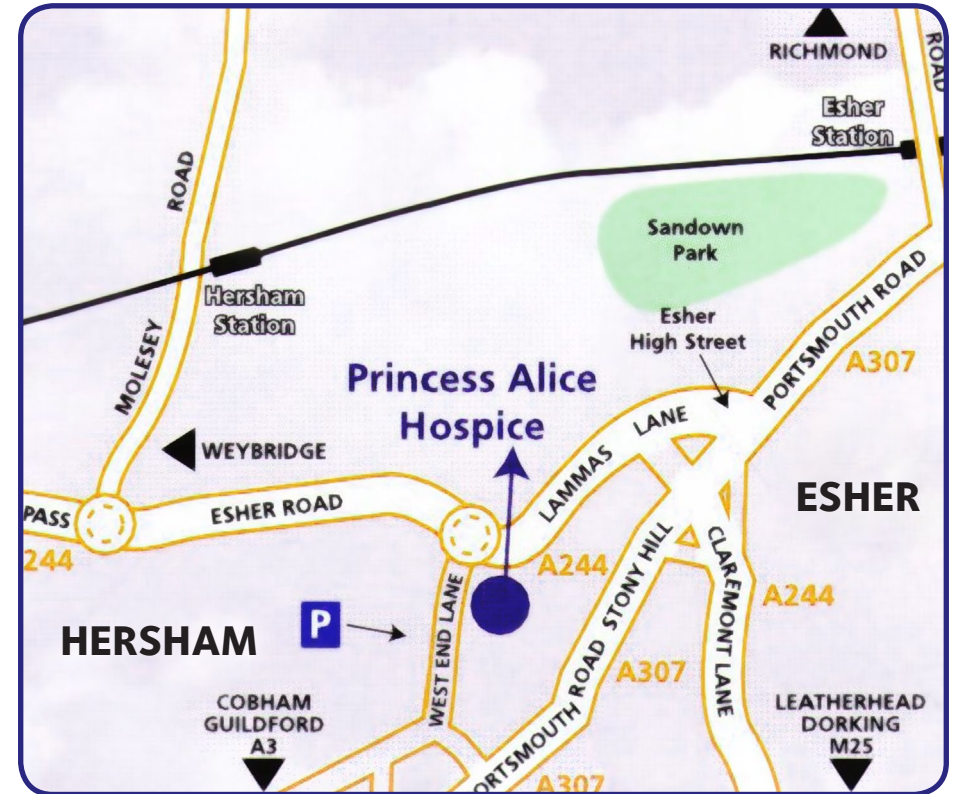 RICHMOND
ROAD
Esher
Station
ROAD
Sandown
Park
Hersham
Station
Esher
High Street
PORTSMOUTH ROAD
A307
MOLESEY
Princess Alice
Hospice
LANE
WEYBRIDGE
LAMMAS
ESHER ROAD
PASS
244
ESHER
A244
STONY HILL
CLAREMONT LANE
A244
WEST END LANE
P
HERSHAM
A307
ORTSMOUTH ROAD
COBHAM
GUILDFORD
A3
LEATHERHEAD
DORKING
M25
A307